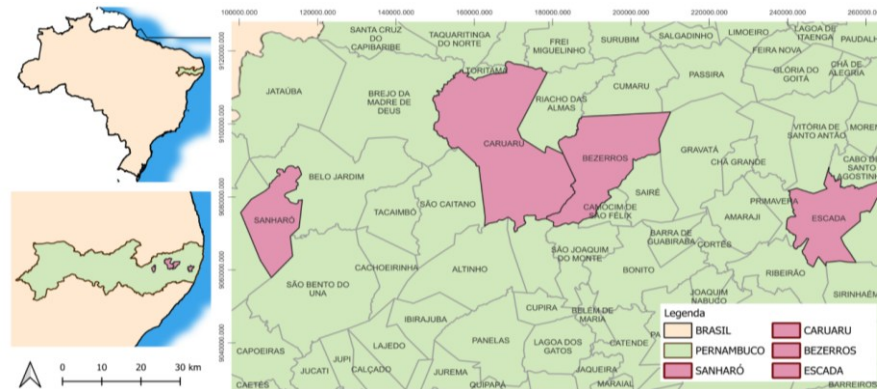 100000.000 120000.000 140000.000 160000.000 180000.000 200000.000 220000.000 240000.000
9120000.000
9100000.000
9080000.000
9060000.000
9040000.000
SANTA CRUZ
DO
CAPIBARIBE
TAQUARITINGA
DO NORTE
FREI
MIGUELINHO
SURUBIM
SALGADINHO
LIMOEIRO
LAGOA DE
ITAENGA
PAUDALH
FEIRA NOVA
GLÓRIA DO
GOITÁ
CHÃ DE
ALEGRIA
JATAÚBA
BREJO DA
MADRE DE
DEUS
TORITAMA
RIACHO DAS
ALMAS
CUMARU
PASSIRA
CARUARU
BEZERROS
GRAVATÁ
VITÓRIA DE
SANTO ANTÃO
MOREN
CHÃ GRANDE
CABO DE
SANTO
AGOSTINHO
BELO JARDIM
SANHARÓ
TACAIMBÓ
SÃO CAITANO
CAMOCIM DE
SÃO FÉLIX
SAIRÉ
PRIMAVERA
ESCADA
AMARAJI
BARRA DE
GUABIRABA
CORTÊS
SÃO JOAQUIM
DO MONTE
BONITO
RIBEIRÃO
CACHOEIRINHA
ALTINHO
SÃO BENTO DO
UNA
JOAQUIM
NABUCO
SIRINHAÉM
IBIRAJUBA
CUPIRA
BELÉM DE
MARIA
PANELAS
LAGOA DOS
GATOS
CATENDE
CAPOEIRAS
JUPI
LAJEDO
JUCATI
CALÇADO
JUREMA
JAQUEIRA
CAETÉS
QUIPAPÁ
MARAIAL
BARREIROS
Legenda
BRASIL
PERNAMBUCO
SANHARÓ
CARUARU
BEZERROS
ESCADA
0 10 20 30 km